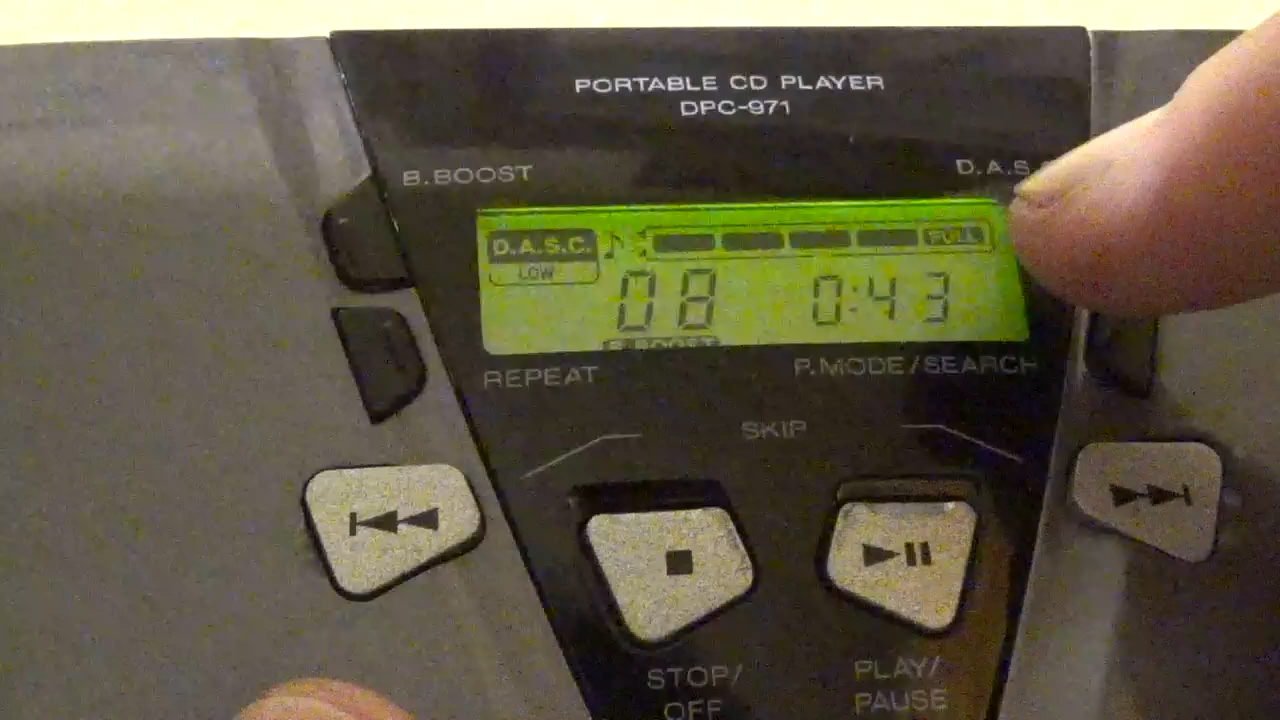 PORTABLE CD PLAYER
DPC-971
B.BOOST
D.A.S.
D.A.S.C.
FULL
LOW
08 0:43
B.BOOST
REPEAT
P.MODE/SEARCH
SKIP
STOP/
OFF
PLAY/
PAUSE